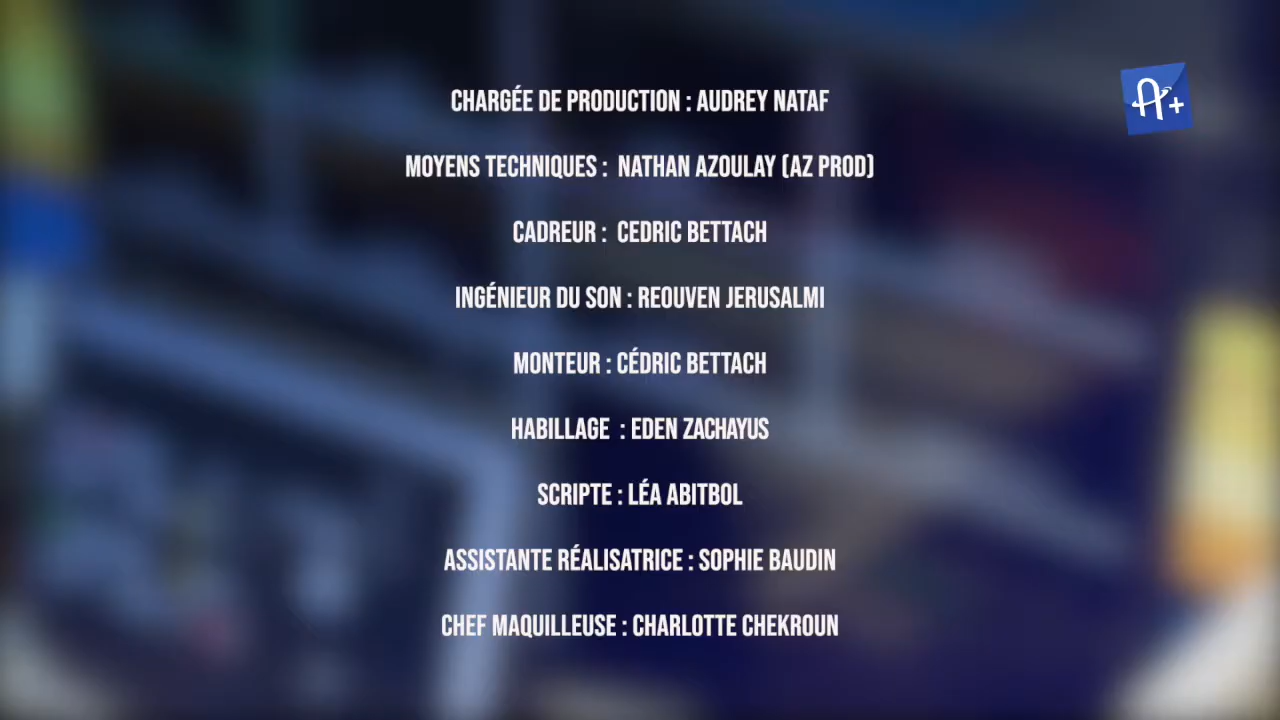 CHARGÉE DE PRODUCTION : AUDREY NATAF
A+
MOYENS TECHNIQUES : NATHAN AZOULAY (AZ PROD)
CADREUR : CEDRIC BETTACH
INGÉNIEUR DU SON : REOUVEN JERUSALMI
MONTEUR : CÉDRIC BETTACH
HABILLAGE : EDEN ZACHAYUS
SCRIPTE : LÉA ABITBOL
ASSISTANTE RÉALISATRICE : SOPHIE BAUDIN
CHEF MAQUILLEUSE : CHARLOTTE CHEKROUN